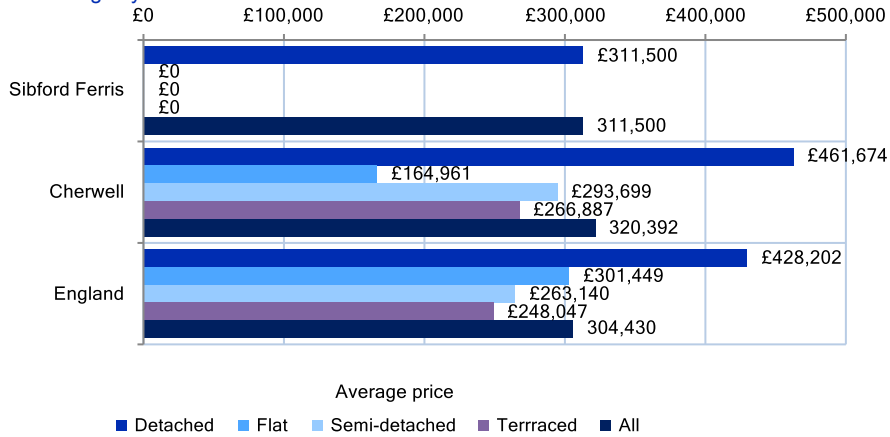 £0 £100,000 £200,000 £300,000 £400,000 £500,000
Sibford Ferris
£311,500
£0
£0
£0
311,500
Cherwell
£461,674
£164,961
£293,699
£266,887
320,392
England
£428,202
£301,449
£263,140
£248,047
304,430
Average price
Detached Flat Semi-detached Terrraced All